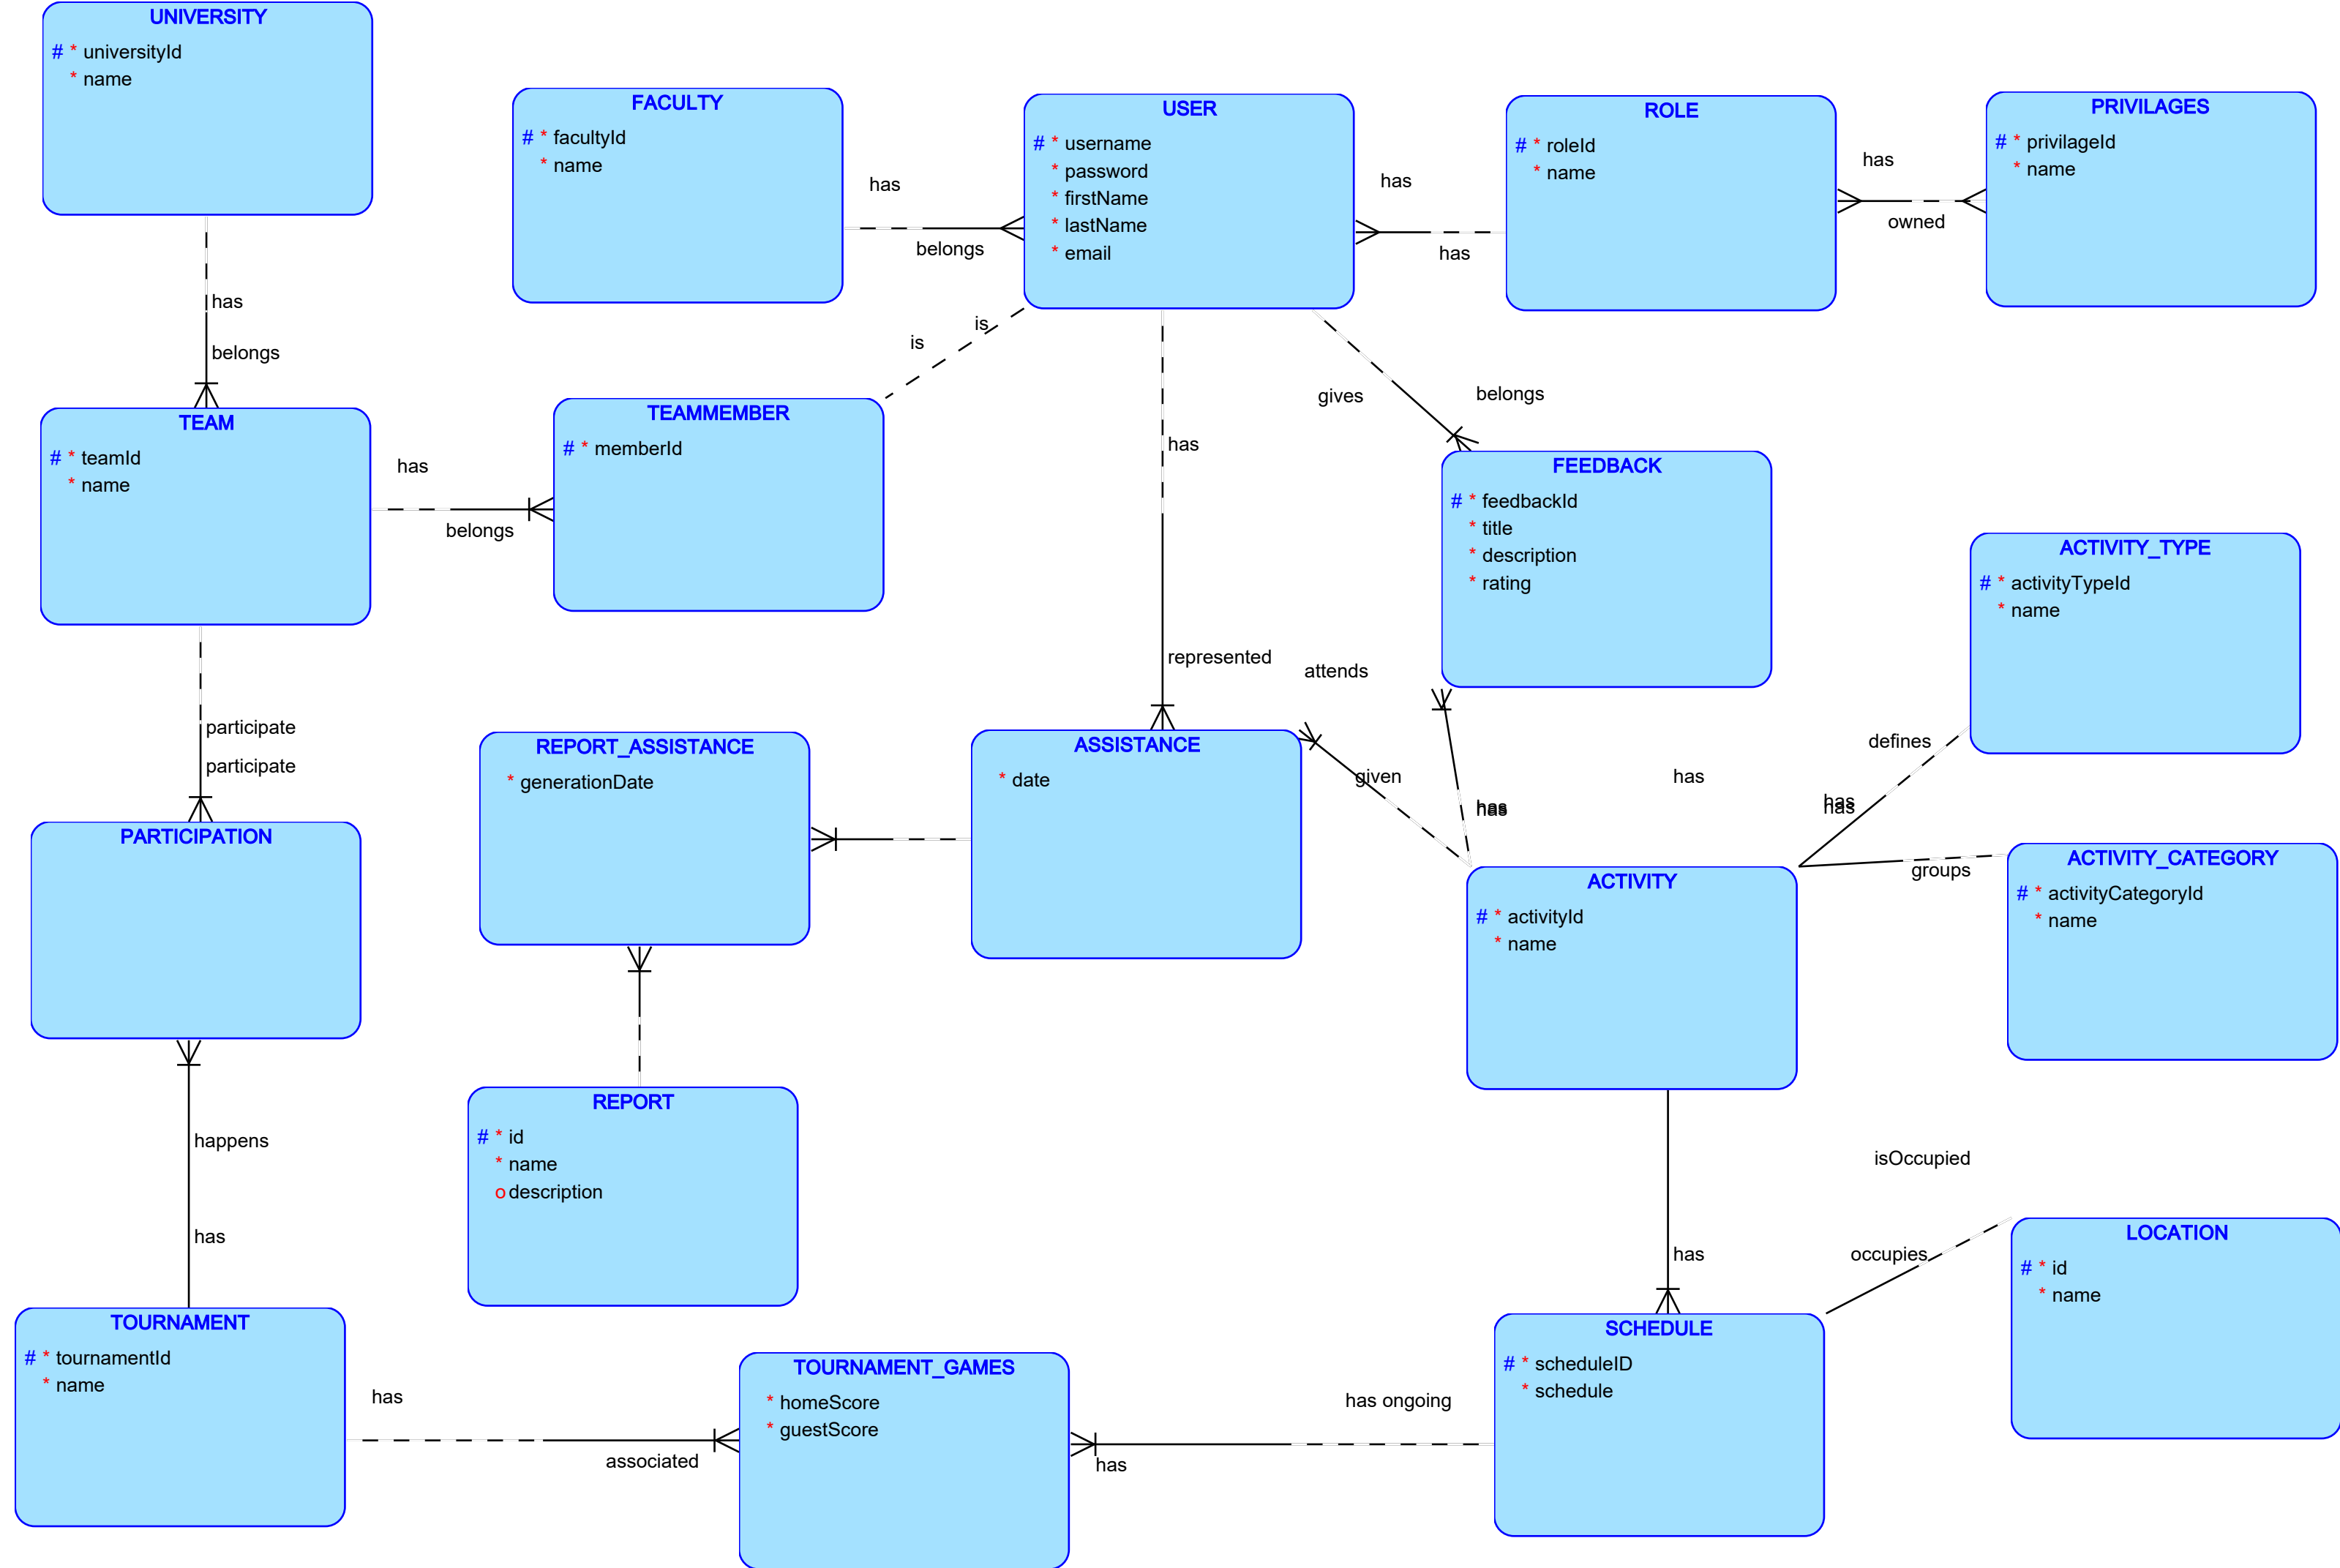 UNIVERSITY
# * universityId
* name
FACULTY
# * facultyId
* name
USER
# * username
* password
* firstName
* lastName
* email
ROLE
# * roleId
* name
PRIVILAGES
# * privilageId
* name
has
belongs
has
has
has
owned
has
belongs
is
is
TEAM
# * teamId
* name
has
belongs
TEAMMEMBER
# * memberId
has
represented
gives
belongs
FEEDBACK
# * feedbackId
* title
* description
* rating
ACTIVITY_TYPE
# * activityTypeId
* name
participate
participate
attends
given
has
has
has
defines
has
has
groups
REPORT_ASSISTANCE
* generationDate
ASSISTANCE
* date
PARTICIPATION
ACTIVITY
# * activityId
* name
ACTIVITY_CATEGORY
# * activityCategoryId
* name
happens
has
REPORT
# * id
* name
o description
has
isOccupied
occupies
LOCATION
# * id
* name
TOURNAMENT
# * tournamentId
* name
has
associated
TOURNAMENT_GAMES
* homeScore
* guestScore
has ongoing
has
SCHEDULE
# * scheduleID
* schedule